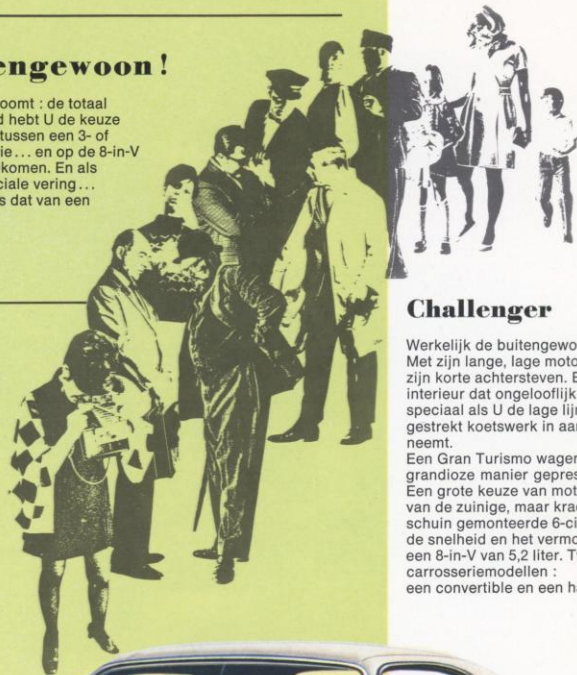 engewoon!
oomt : de totaal
d hebt U de keuze
tussen een 3- of
ie... en op de 8-in-V
komen. En als
ciale vering...
s dat van een
Challenger
Werkelijk de buitengewo
Met zijn lange, lage moto
zijn korte achtersteven. E
interieur dat ongelooflijk
speciaal als U de lage lijn
gestrekt koetswerk in aan
neemt.
Een Gran Turismo wagen
grandioze manier gepres
Een grote keuze van mot
van de zuinige, maar krac
schuin gemonteerde 6-ci
de snelheid en het vermo
een 8-in-V van 5,2 liter. T
carrosseriemodellen :
een convertible en een ha